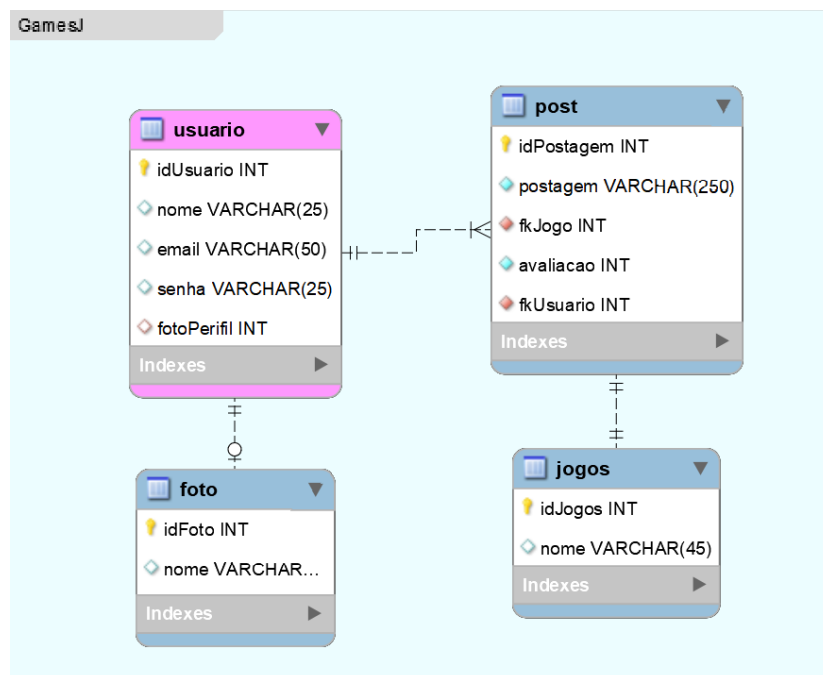 GamesJ
usuario
idUsuario INT
nome VARCHAR(25)
email VARCHAR(50)
senha VARCHAR(25)
fotoPerifil INT
Indexes
post
idPostagem INT
postagem VARCHAR(250)
fkJogo INT
avaliacao INT
fkUsuario INT
Indexes
foto
idFoto INT
nome VARCHAR...
Indexes
jogos
idJogos INT
nome VARCHAR(45)
Indexes